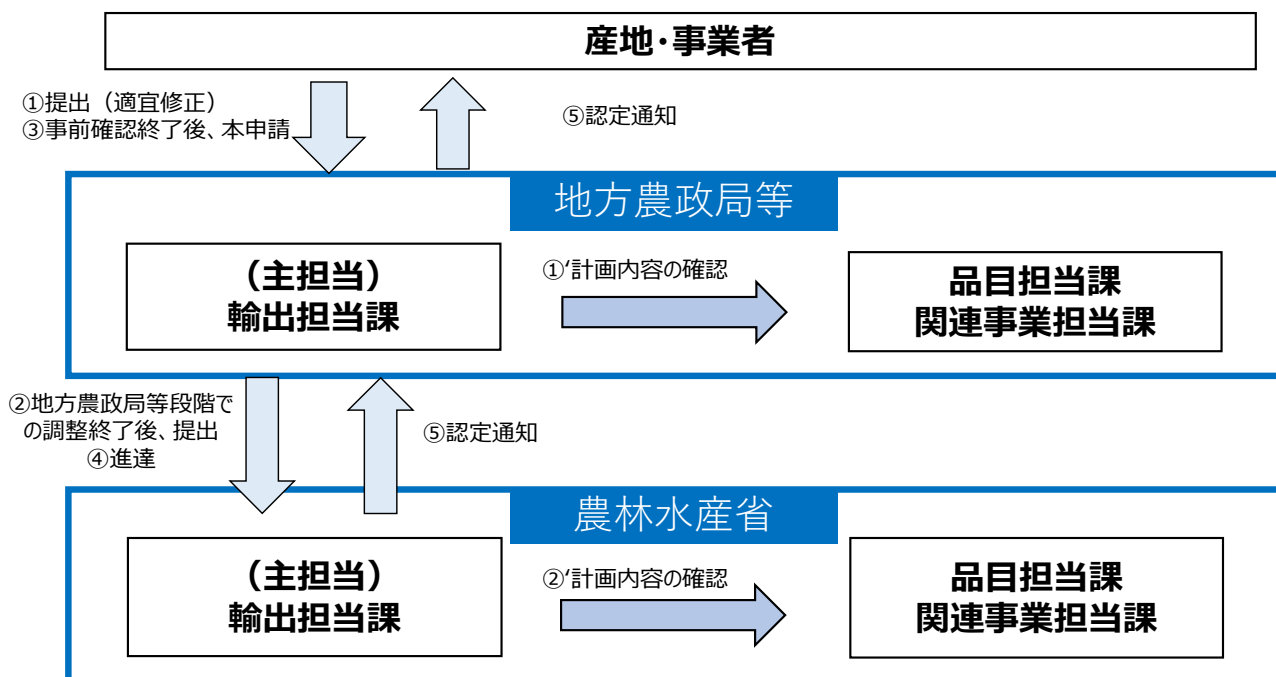 産地・事業者
①提出（適宜修正）
③事前確認終了後、本申請
⑤認定通知
地方農政局等
（主担当）
輸出担当課
①‘計画内容の確認
品目担当課
関連事業担当課
②地方農政局等段階で
の調整終了後、提出
④進達
⑤認定通知
農林水産省
（主担当）
輸出担当課
②‘計画内容の確認
品目担当課
関連事業担当課